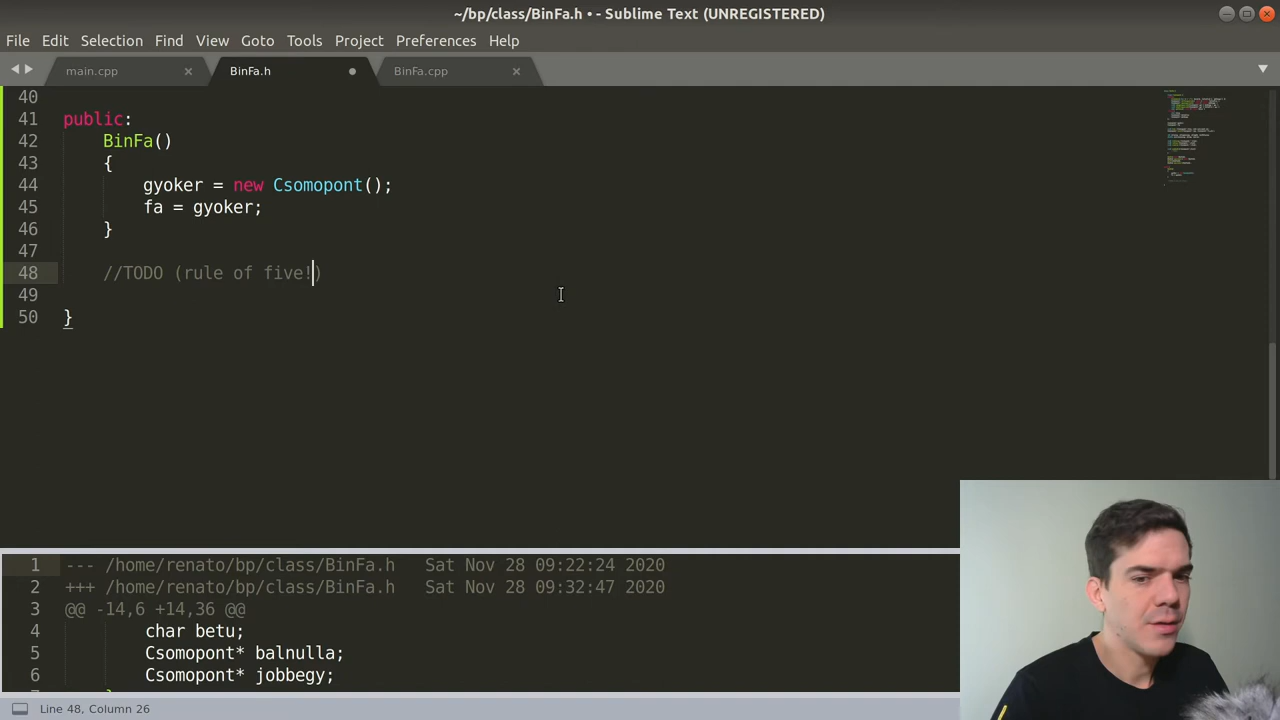 ~/bp/class/BinFa.h • - Sublime Text (UNREGISTERED)
File Edit Selection Find View Goto Tools Project Preferences Help
main.cpp BinFa.h BinFa.cpp
40
41 public:
42 BinFa()
43 {
44 gyoker = new Csomopont();
45 fa = gyoker;
46 }
47
48 //TODO (rule of five!)
49
50 }
1 --- /home/renato/bp/class/BinFa.h Sat Nov 28 09:22:24 2020
2 +++ /home/renato/bp/class/BinFa.h Sat Nov 28 09:32:47 2020
3 @@ -14,6 +14,36 @@
4 char betu;
5 Csomopont* balnulla;
6 Csomopont* jobbegy;
Line 48, Column 26